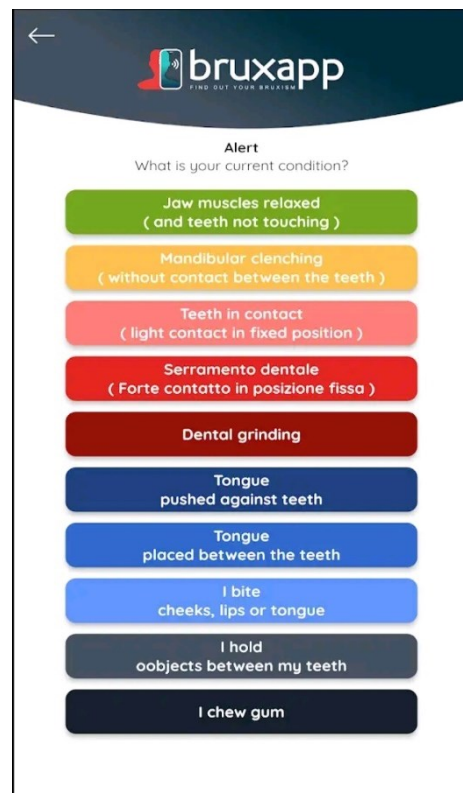 bruxapp
FIND OUT YOUR BRUXISM
Alert
What is your current condition?
Jaw muscles relaxed
( and teeth not touching )
Mandibular clenching
( without contact between the teeth )
Teeth in contact
( light contact in fixed position )
Serramento dentale
( Forte contatto in posizione fissa )
Dental grinding
Tongue
pushed against teeth
Tongue
placed between the teeth
I bite
cheeks, lips or tongue
I hold
oobjects between my teeth
I chew gum